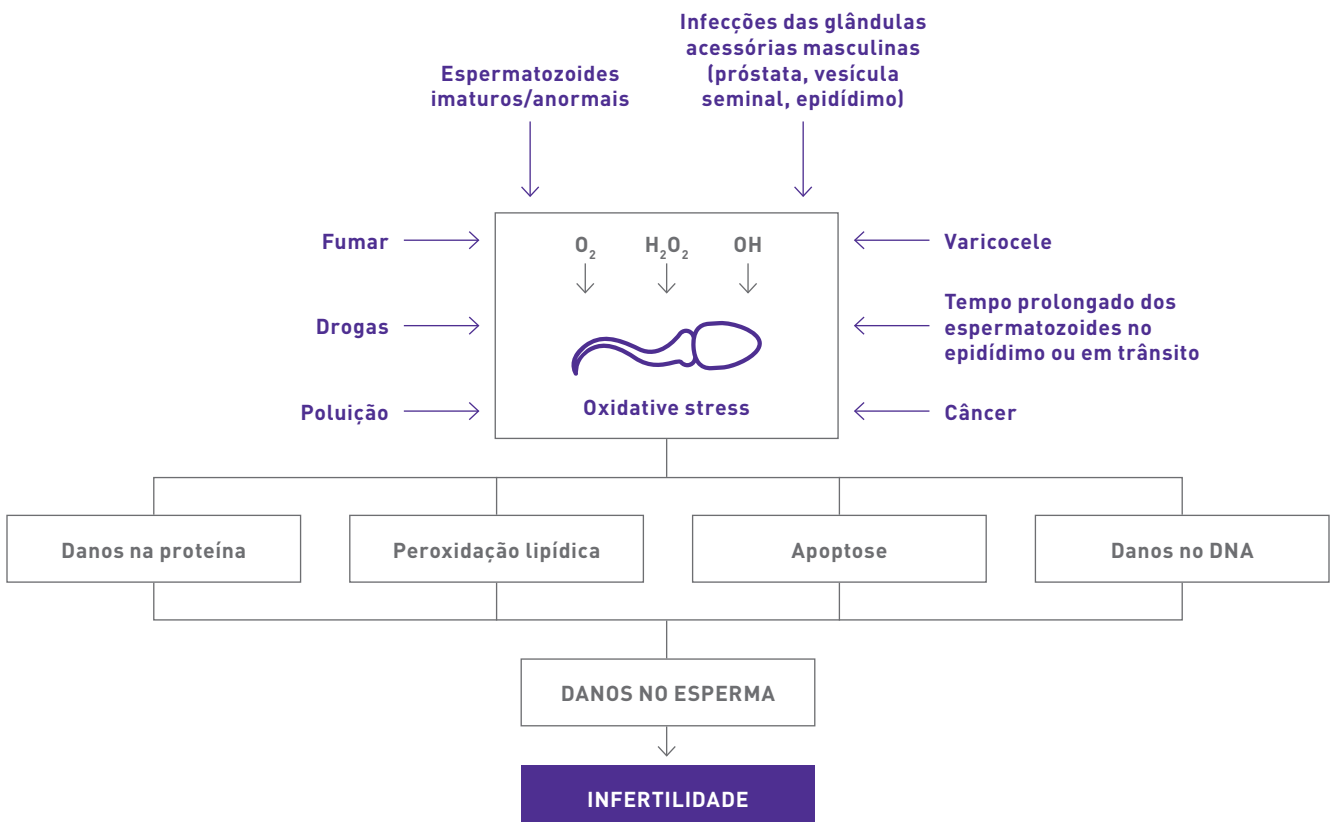 Infecções das glândulas
acessórias masculinas
(próstata, vesícula
seminal, epidídimo)
Espermatozoides
imaturos/anormais
Fumar
Drogas
Poluição
O₂
H₂O₂
OH
Oxidative stress
Varicocele
Tempo prolongado dos
espermatozoides no
epidídimo ou em trânsito
Câncer
Danos na proteína
Peroxidação lipídica
Apoptose
Danos no DNA
DANOS NO ESPERMA
INFERTILIDADE